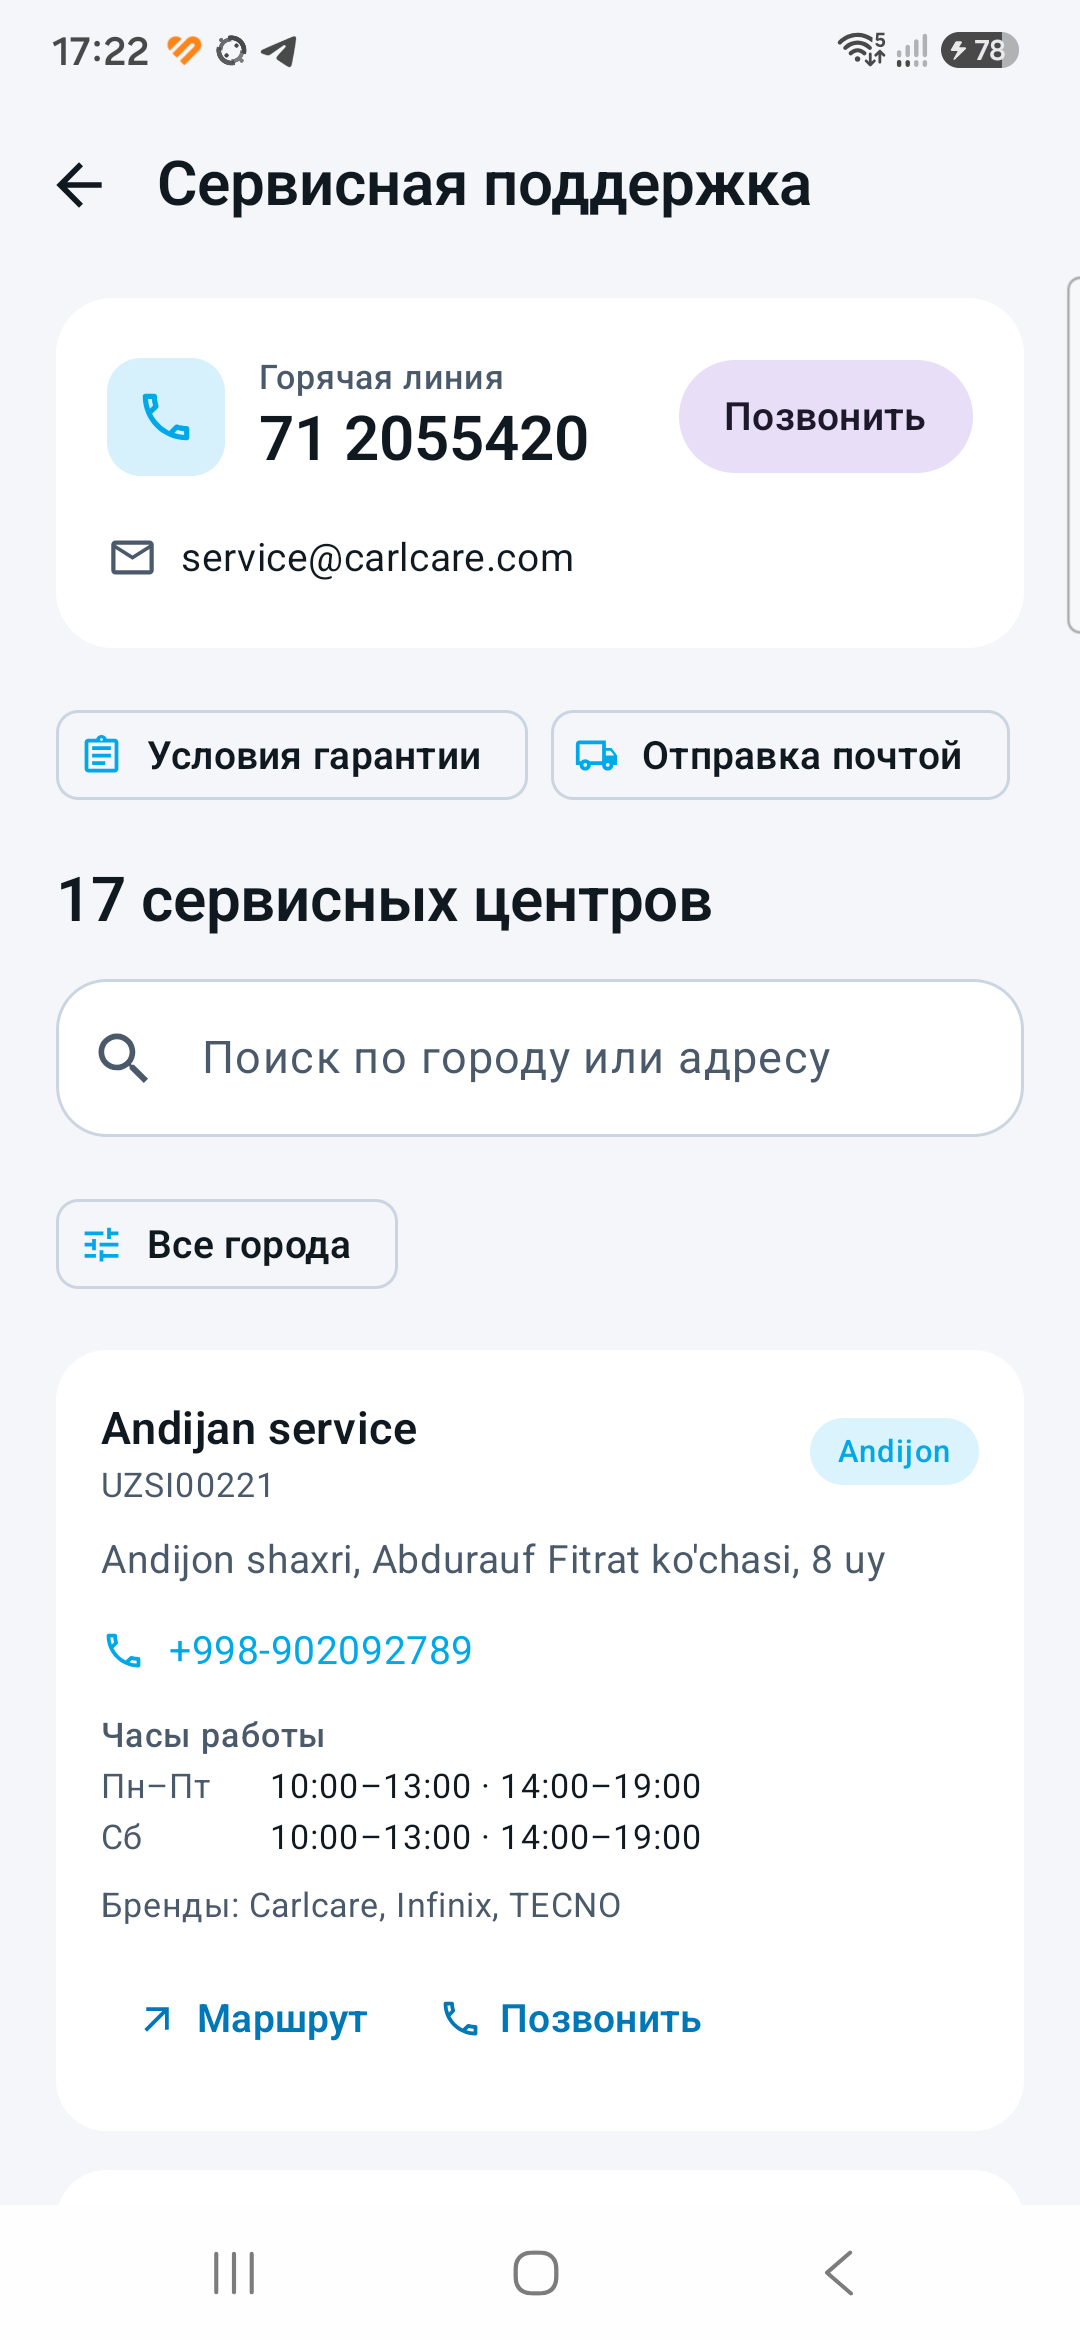 17:22
5
78
Сервисная поддержка
Горячая линия
71 2055420
Позвонить
service@carlcare.com
Условия гарантии
Отправка почтой
17 сервисных центров
Поиск по городу или адресу
Все города
Andijan service
Andijon
UZSI00221
Andijon shaxri, Abdurauf Fitrat ko'chasi, 8 uy
+998-902092789
Часы работы
Пн–Пт 10:00–13:00 · 14:00–19:00
Сб 10:00–13:00 · 14:00–19:00
Бренды: Carlcare, Infinix, TECNO
Маршрут
Позвонить